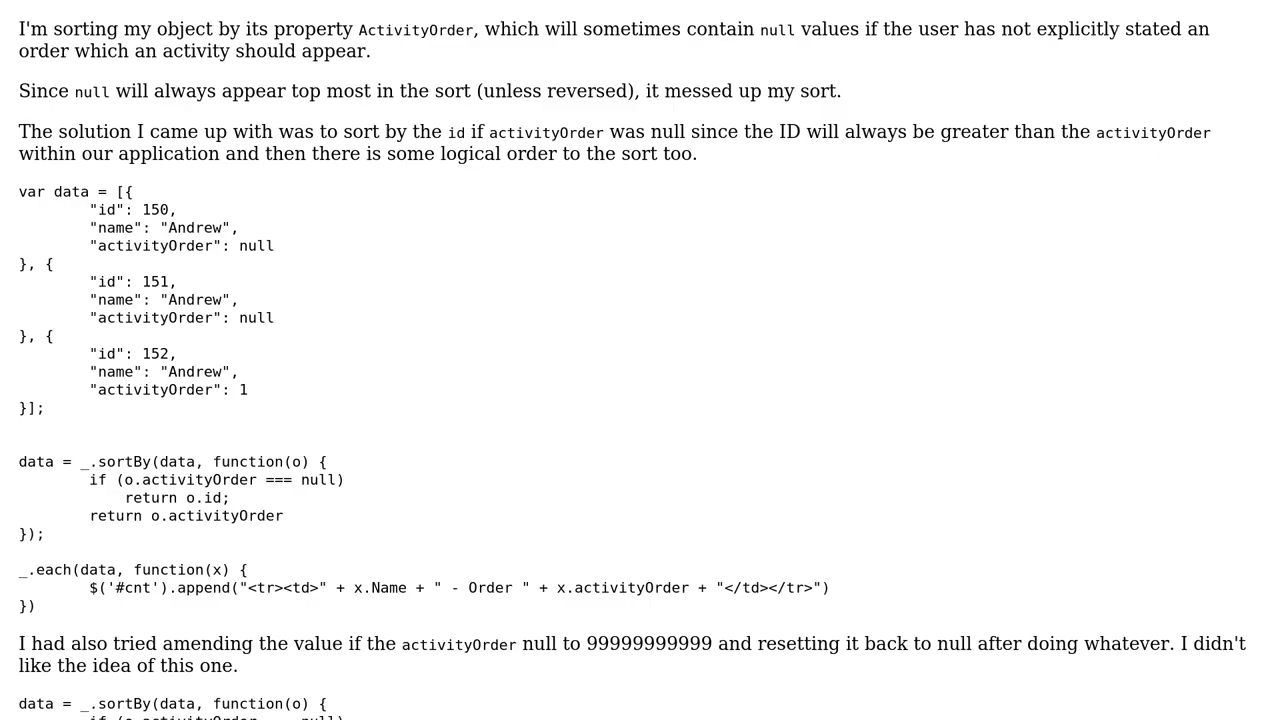 I'm sorting my object by its property ActivityOrder, which will sometimes contain null values if the user has not explicitly stated an
order which an activity should appear.
Since null will always appear top most in the sort (unless reversed), it messed up my sort.
The solution I came up with was to sort by the id if activityOrder was null since the ID will always be greater than the activityOrder
within our application and then there is some logical order to the sort too.
var data = [{
        "id": 150,
        "name": "Andrew",
        "activityOrder": null
}, {
        "id": 151,
        "name": "Andrew",
        "activityOrder": null
}, {
        "id": 152,
        "name": "Andrew",
        "activityOrder": 1
}];
data = _.sortBy(data, function(o) {
        if (o.activityOrder === null)
            return o.id;
        return o.activityOrder
});
_.each(data, function(x) {
        $('#cnt').append("<tr><td>" + x.Name + " - Order " + x.activityOrder + "</td></tr>")
})
I had also tried amending the value if the activityOrder null to 99999999999 and resetting it back to null after doing whatever. I didn't
like the idea of this one.
data = _.sortBy(data, function(o) {
        if (o.activityOrder === null)